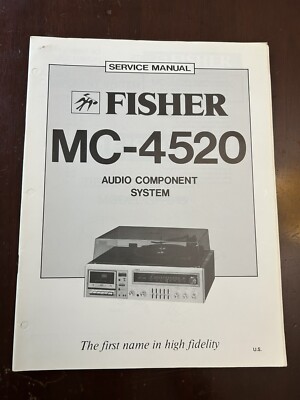 SERVICE MANUAL
FISHER
MC-4520
AUDIO COMPONENT
SYSTEM
The first name in high fidelity
U.S.